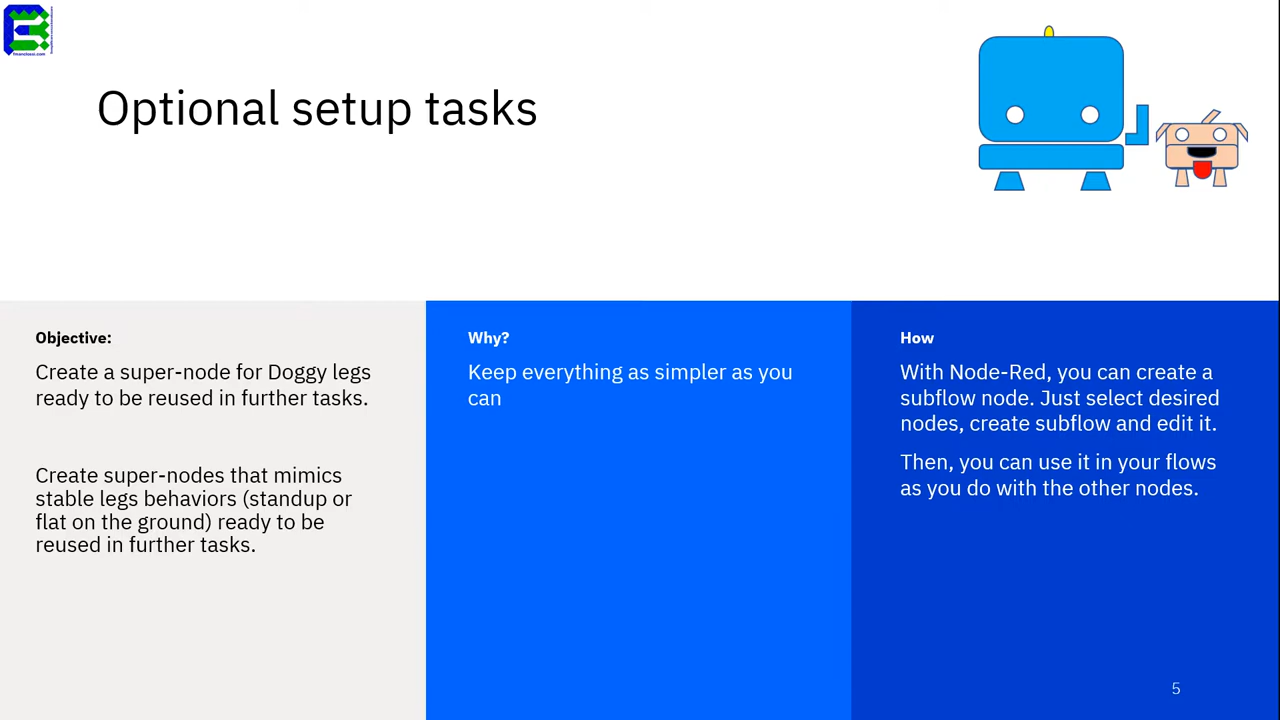 Optional setup tasks
Objective:
Create a super-node for Doggy legs
ready to be reused in further tasks.
Create super-nodes that mimics
stable legs behaviors (standup or
flat on the ground) ready to be
reused in further tasks.
Why?
Keep everything as simpler as you
can
How
With Node-Red, you can create a
subflow node. Just select desired
nodes, create subflow and edit it.
Then, you can use it in your flows
as you do with the other nodes.
5